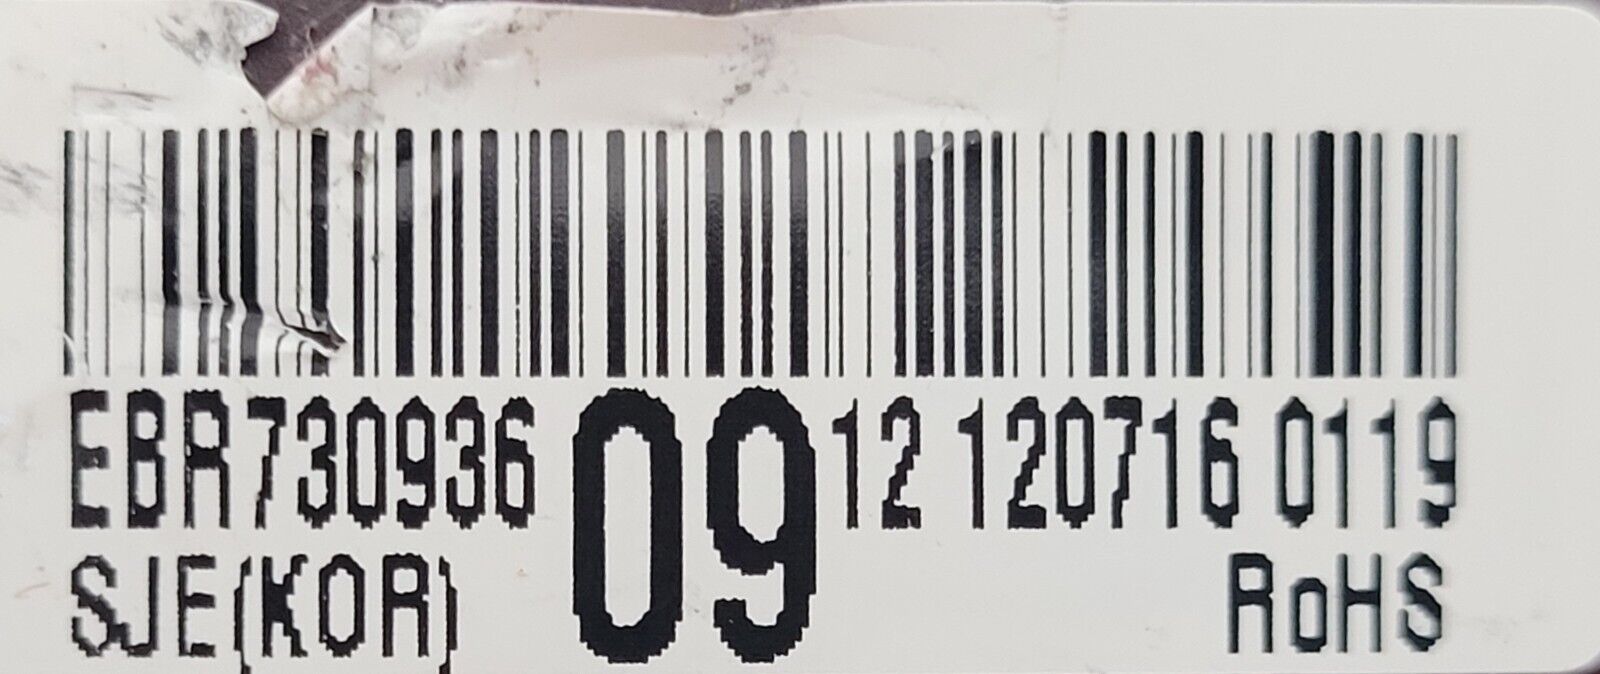 EBR730936 09 12 120716 0119
SJE(KOR) RoHS